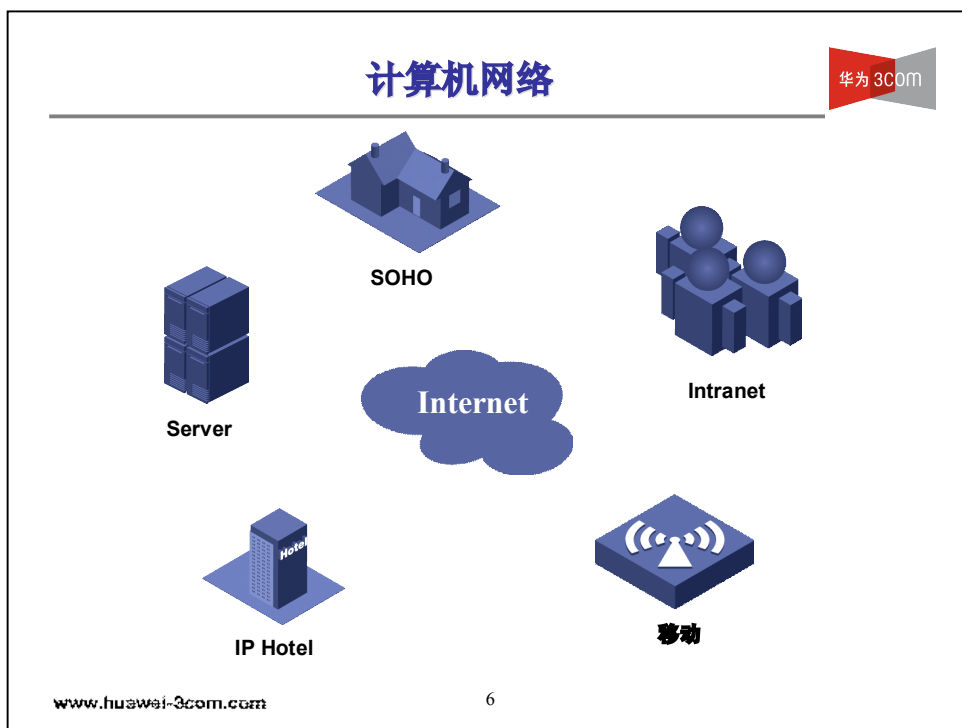 计算机网络
华为 3COM
SOHO
Intranet
Server
Internet
Hotel
IP Hotel
移动
www.huawei-3com.com
6